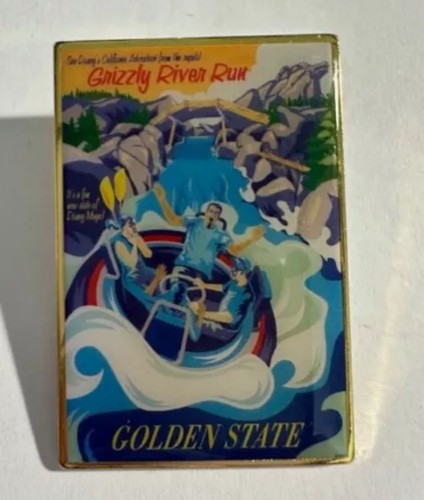 See Disney's California Adventure from the rapids!
Grizzly River Run
It's a fun
new state of
Disney Magic!
GOLDEN STATE